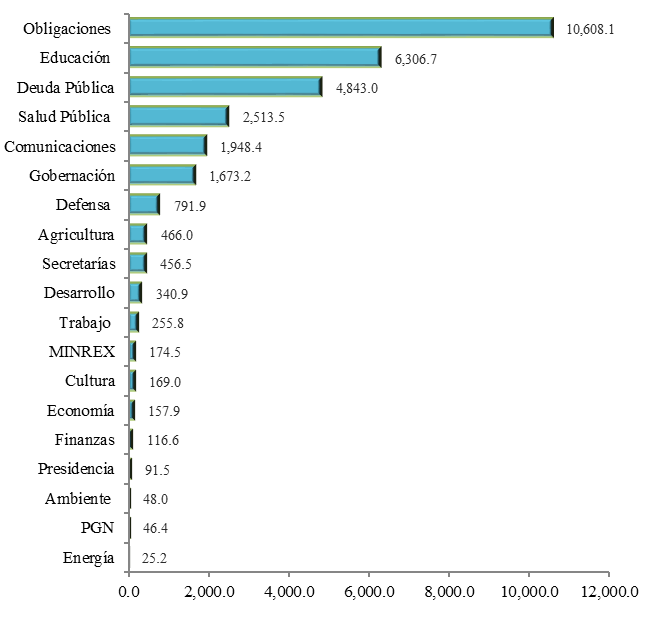 Obligaciones 10,608.1
Educación 6,306.7
Deuda Pública 4,843.0
Salud Pública 2,513.5
Comunicaciones 1,948.4
Gobernación 1,673.2
Defensa 791.9
Agricultura 466.0
Secretarías 456.5
Desarrollo 340.9
Trabajo 255.8
MINREX 174.5
Cultura 169.0
Economía 157.9
Finanzas 116.6
Presidencia 91.5
Ambiente 48.0
PGN 46.4
Energía 25.2
0.0 2,000.0 4,000.0 6,000.0 8,000.0 10,000.0 12,000.0